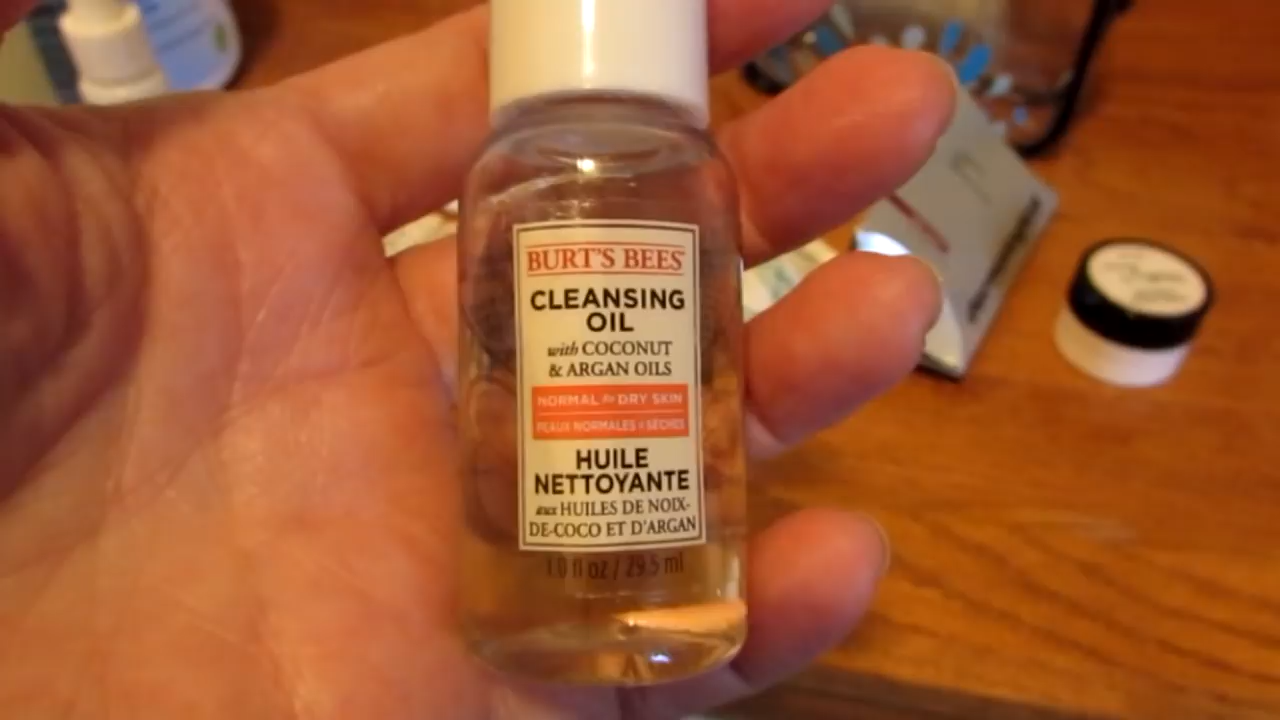 BURT'S BEES
CLEANSING
OIL
with COCONUT
& ARGAN OILS
NORMAL to DRY SKIN
PEAUX NORMALES à SÈCHES
HUILE
NETTOYANTE
aux HUILES DE NOIX-
DE-COCO ET D'ARGAN
1.0 fl oz / 29.5 ml